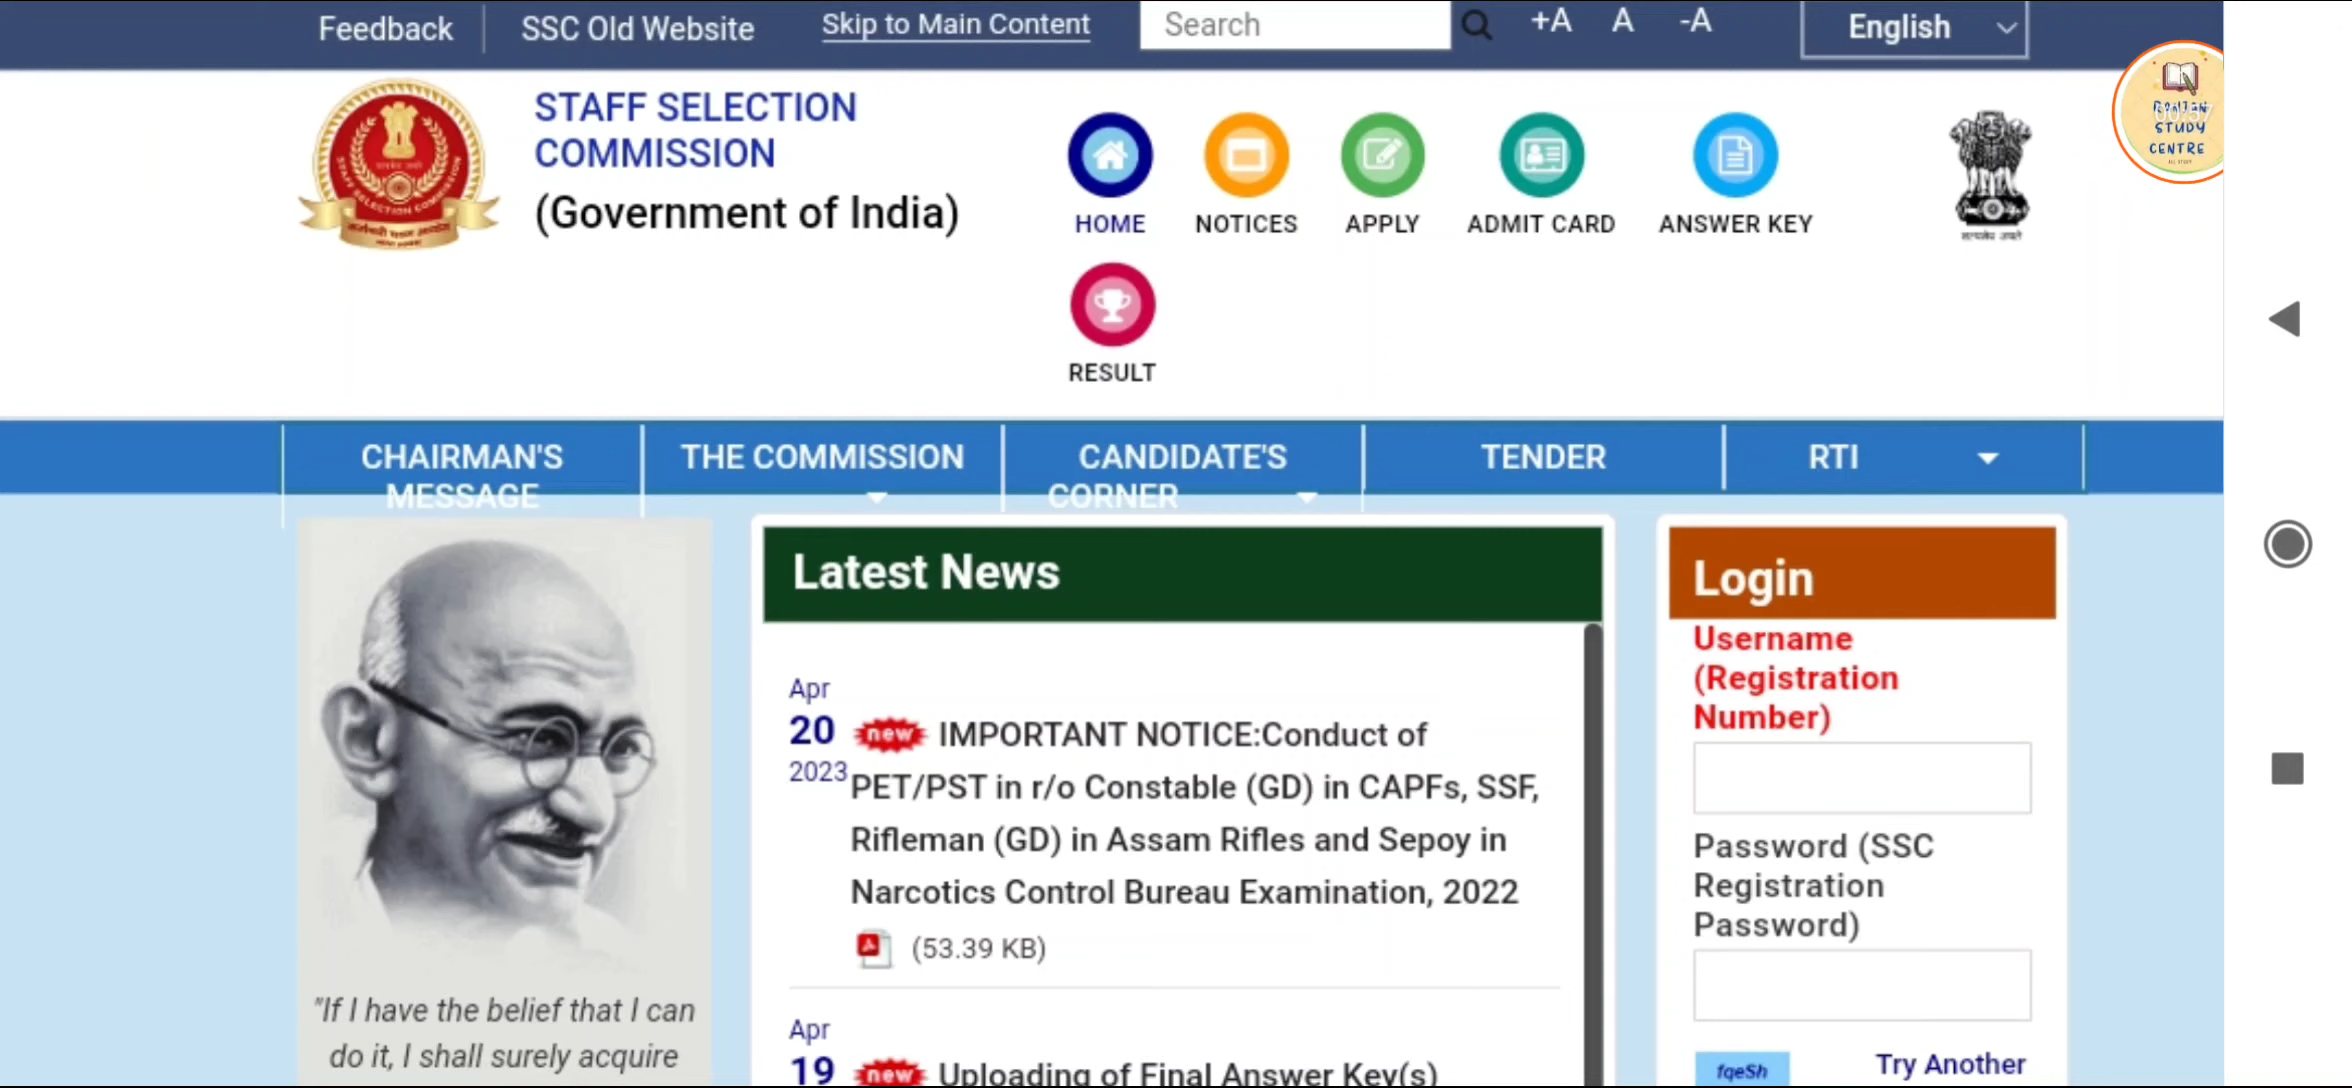 Feedback
SSC Old Website
Skip to Main Content
Search
+A A -A
English
STAFF SELECTION
COMMISSION
(Government of India)
HOME
NOTICES
APPLY
ADMIT CARD
ANSWER KEY
RESULT
STUDY
CENTRE
CHAIRMAN'S
MESSAGE
THE COMMISSION
CANDIDATE'S
CORNER
TENDER
RTI
Latest News
Apr
20
2023
new IMPORTANT NOTICE:Conduct of
PET/PST in r/o Constable (GD) in CAPFs, SSF,
Rifleman (GD) in Assam Rifles and Sepoy in
Narcotics Control Bureau Examination, 2022
(53.39 KB)
Apr
19
new Uploading of Final Answer Key(s)
Login
Username
(Registration
Number)
Password (SSC
Registration
Password)
fqeSh
Try Another
"If I have the belief that I can
do it, I shall surely acquire